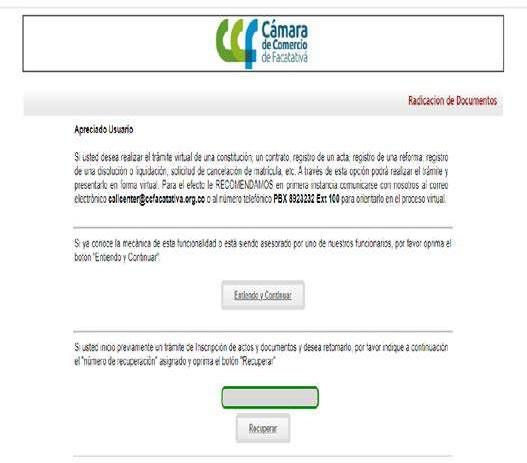 Cámara
de Comercio
de Facatativá
Radicación de Documentos
Apreciado Usuario
Si usted desea realizar el trámite virtual de una constitución, un contrato, registro de un acta, registro de una reforma, registro
de una disolución o liquidación, solicitud de cancelación de matrícula, etc. A través de esta opción podrá realizar el trámite y
presentarlo en forma virtual. Para el efecto le RECOMENDAMOS en primera instancia comunicarse con nosotros al correo
electrónico callcenter@ccfacatativa.org.co o al número telefónico PBX 8923232 Ext 100 para orientarlo en el proceso virtual.
Si ya conoce la mecánica de esta funcionalidad o está siendo asesorado por uno de nuestros funcionarios, por favor oprima el
botón "Entiendo y Continuar".
Entiendo y Continuar
Si usted inicio previamente un trámite de Inscripción de actos y documentos y desea retomarlo, por favor indique a continuación
el "número de recuperación" asignado y oprima el botón "Recuperar"
Recuperar